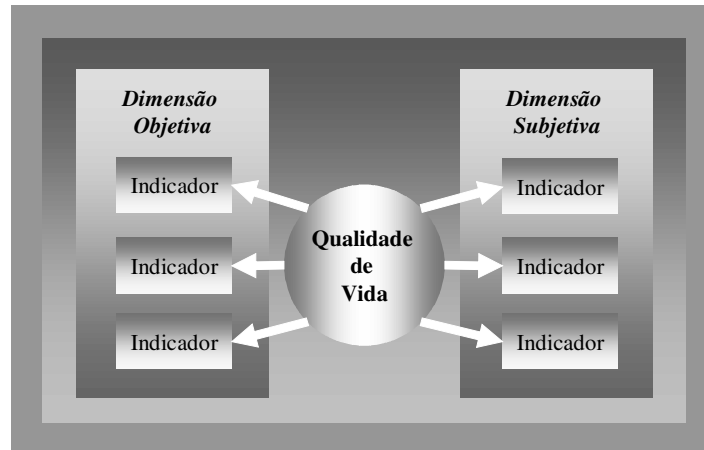 Dimensão
Objetiva
Indicador
Indicador
Indicador
Qualidade
de
Vida
Dimensão
Subjetiva
Indicador
Indicador
Indicador